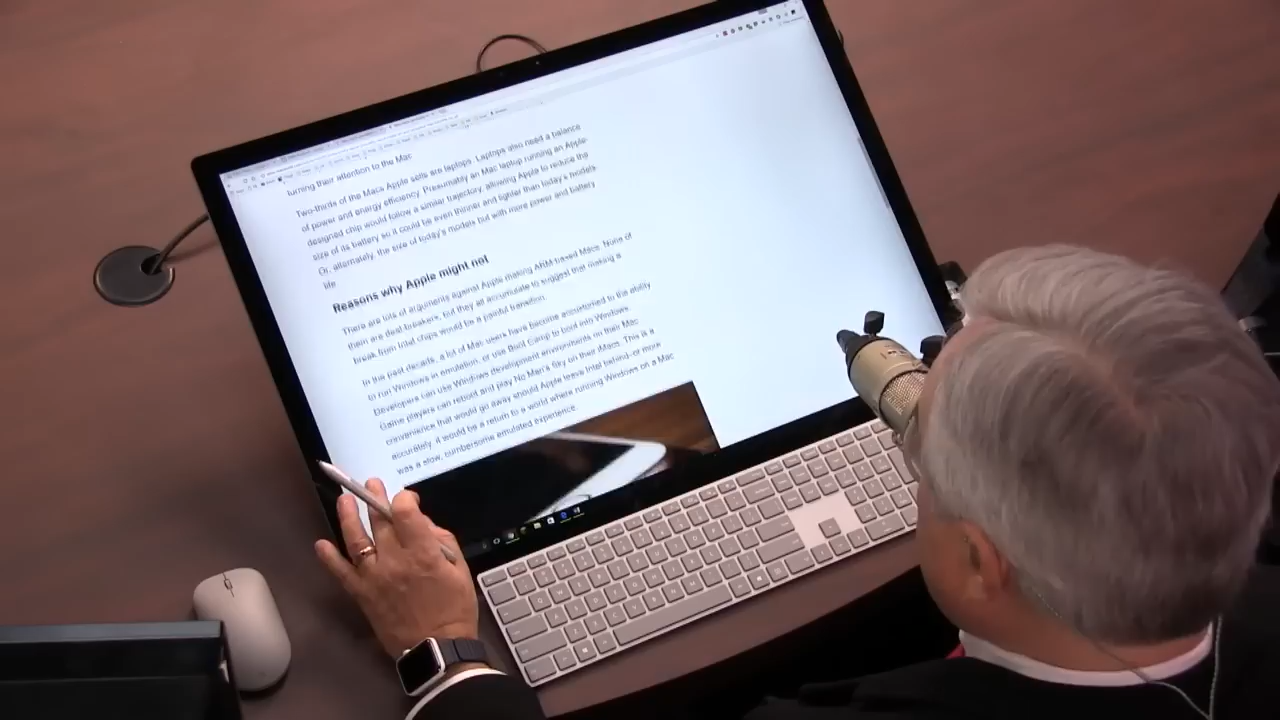 turning their attention to the Mac
Two-thirds of the Macs Apple sells are laptops. Laptops also need a balance
of power and energy efficiency. Presumably an Mac laptop running an Apple-
designed chip would follow a similar trajectory, allowing Apple to reduce the
size of its battery so it could be even thinner and lighter than today's models
Or, alternately, the size of today's models but with more power and battery
life
Reasons why Apple might not
There are lots of arguments against Apple making ARM-based Macs. None of
them are deal-breakers, but they all accumulate to suggest that making a
break from Intel chips would be a painful transition.
In the past decade, a lot of Mac users have become accustomed to the ability
to run Windows in emulation, or use Boot Camp to boot into Windows.
Developers can use Windows development environments on their Mac
Game players can reboot and play No Man's Sky on their iMacs. This is a
convenience that would go away should Apple leave Intel behind—or more
accurately, it would be a return to a world where running Windows on a Mac
was a slow, cumbersome emulated experience.